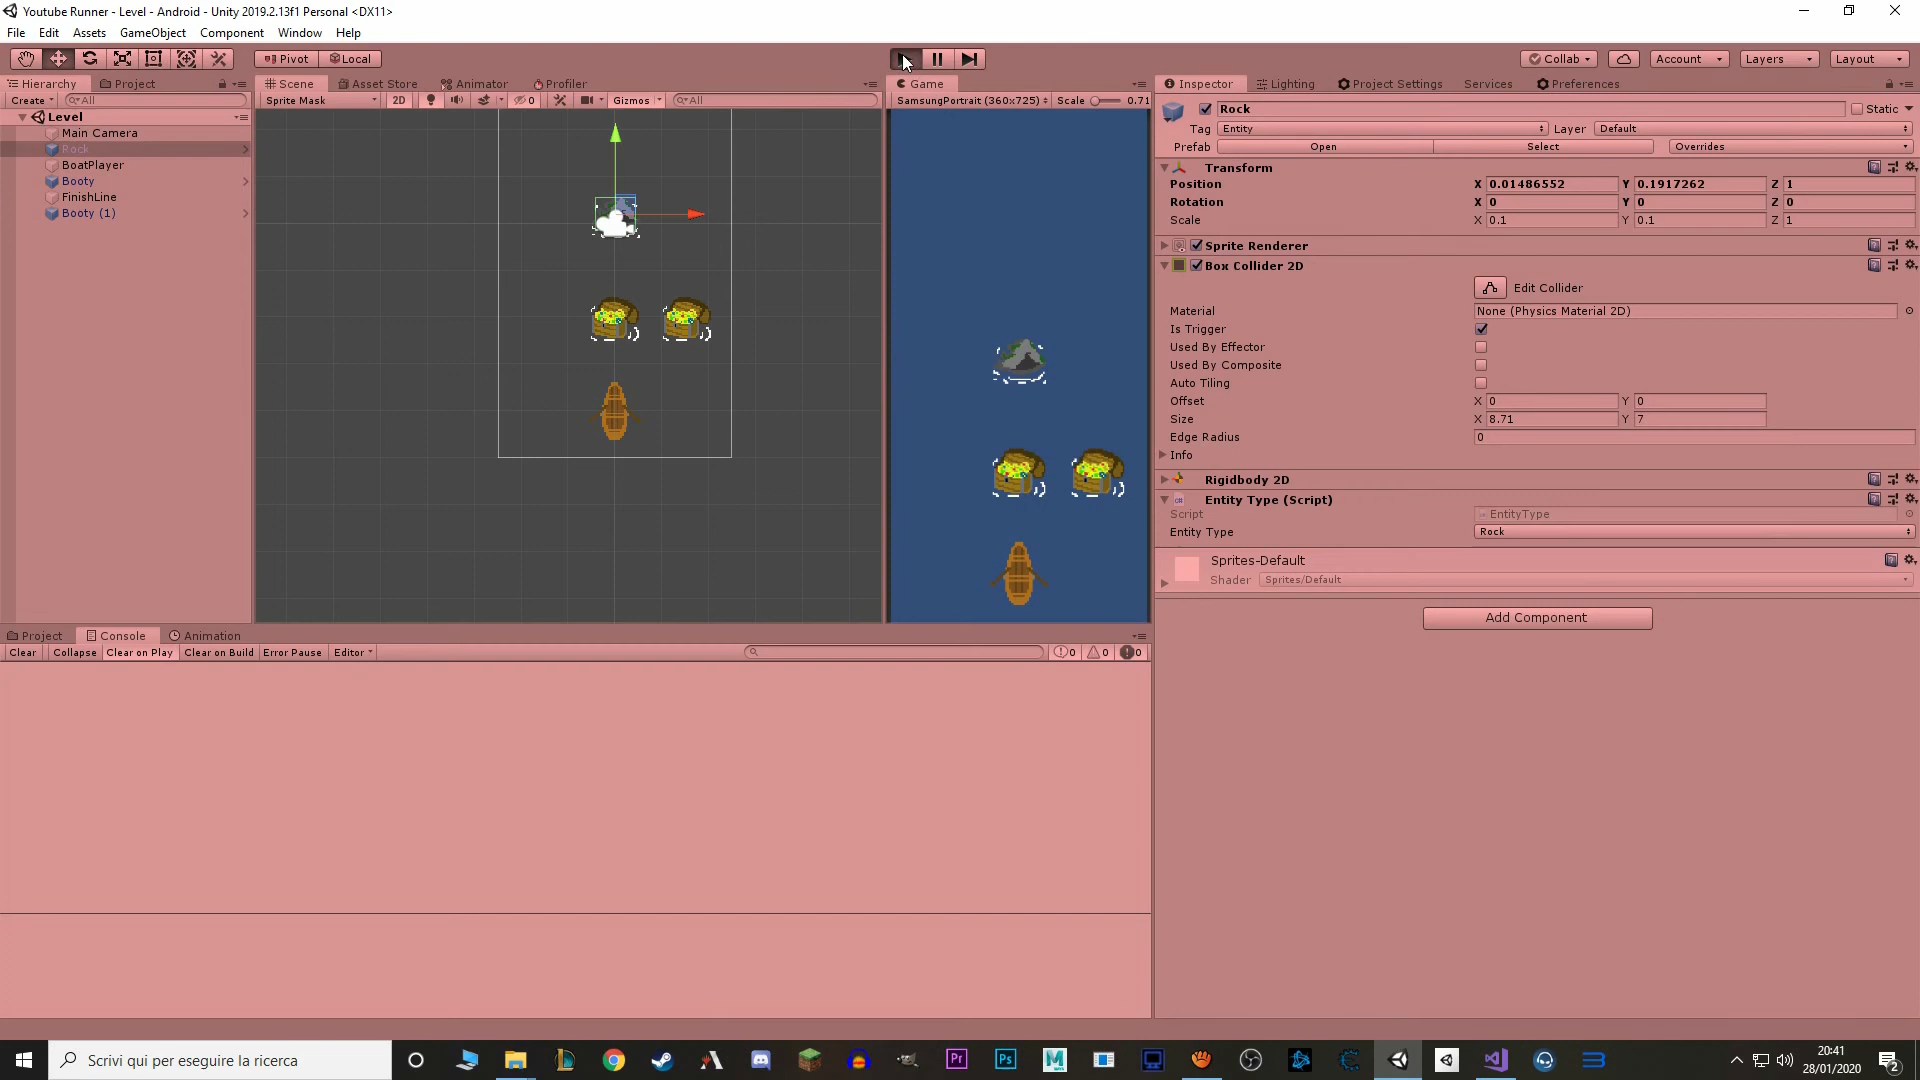 Youtube Runner - Level - Android - Unity 2019.2.13f1 Personal <DX11>
File Edit Assets GameObject Component Window Help
Pivot Local Collab Account Layers Layout
Hierarchy Project Scene Asset Store Animator Profiler Game Inspector Lighting Project Settings Services Preferences
Create All Sprite Mask 2D 0 Gizmos All SamsungPortrait (360x725) Scale 0.71
Level
Main Camera
Rock
BoatPlayer
Booty
FinishLine
Booty (1)
Rock Static
Tag Entity Layer Default
Prefab Open Select Overrides
Transform
Position X 0.01486552 Y 0.1917262 Z 1
Rotation X 0 Y 0 Z 0
Scale X 0.1 Y 0.1 Z 1
Sprite Renderer
Box Collider 2D
Edit Collider
Material None (Physics Material 2D)
Is Trigger
Used By Effector
Used By Composite
Auto Tiling
Offset X 0 Y 0
Size X 8.71 Y 7
Edge Radius 0
Info
Rigidbody 2D
Entity Type (Script)
Script EntityType
Entity Type Rock
Sprites-Default
Shader Sprites/Default
Add Component
Project Console Animation
Clear Collapse Clear on Play Clear on Build Error Pause Editor 0 0 0
Scrivi qui per eseguire la ricerca
Pr Ps M
20:41
28/01/2020
2